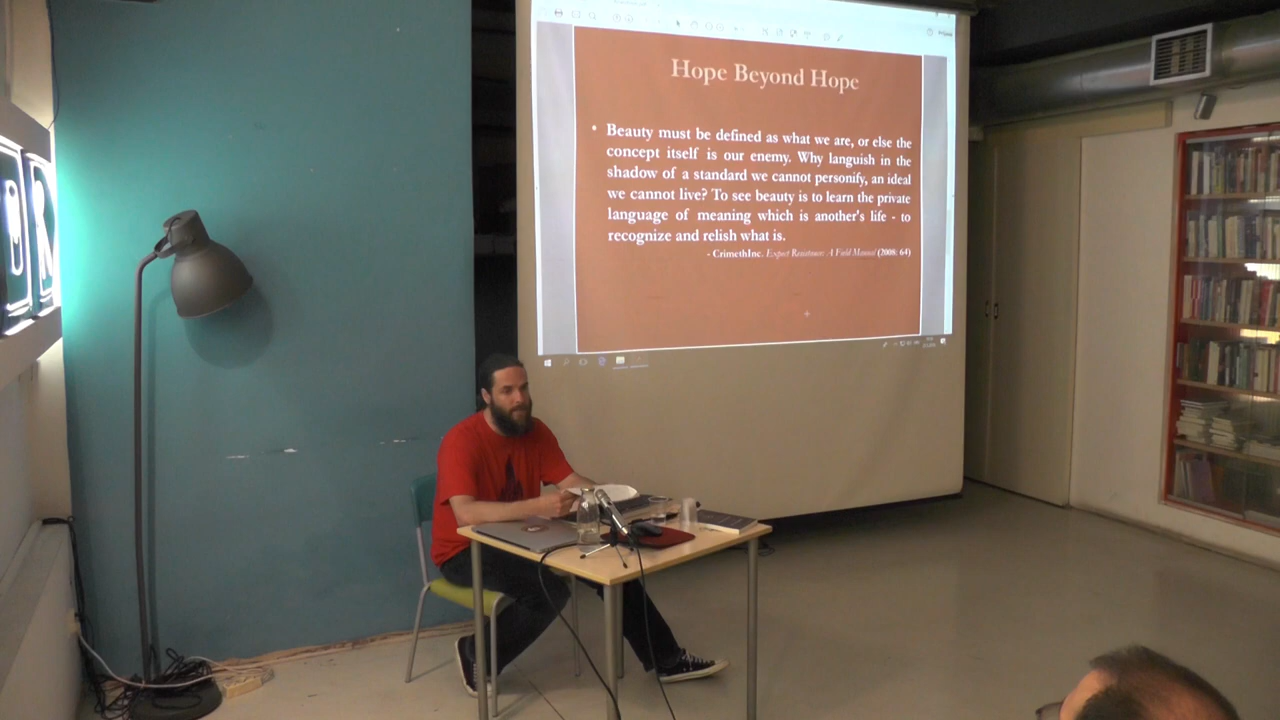 Hope Beyond Hope
• Beauty must be defined as what we are, or else the
concept itself is our enemy. Why languish in the
shadow of a standard we cannot personify, an ideal
we cannot live? To see beauty is to learn the private
language of meaning which is another's life - to
recognize and relish what is.
- CrimethInc. Expect Resistance: A Field Manual (2008: 64)